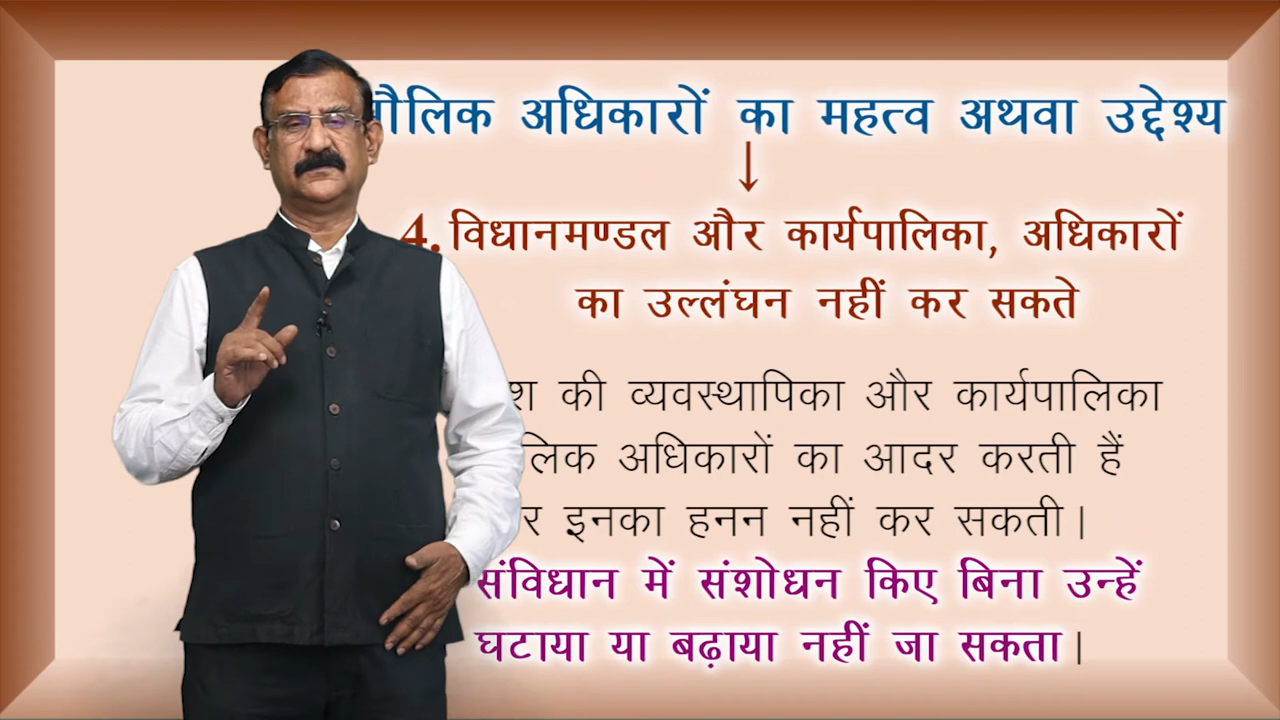 मौलिक अधिकारों का महत्व अथवा उद्देश्य
↓
4. विधानमण्डल और कार्यपालिका, अधिकारों
का उल्लंघन नहीं कर सकते
की व्यवस्थापिका और कार्यपालिका
अधिकारों का आदर करती हैं
इनका हनन नहीं कर सकती।
संविधान में संशोधन किए बिना उन्हें
घटाया या बढ़ाया नहीं जा सकता।